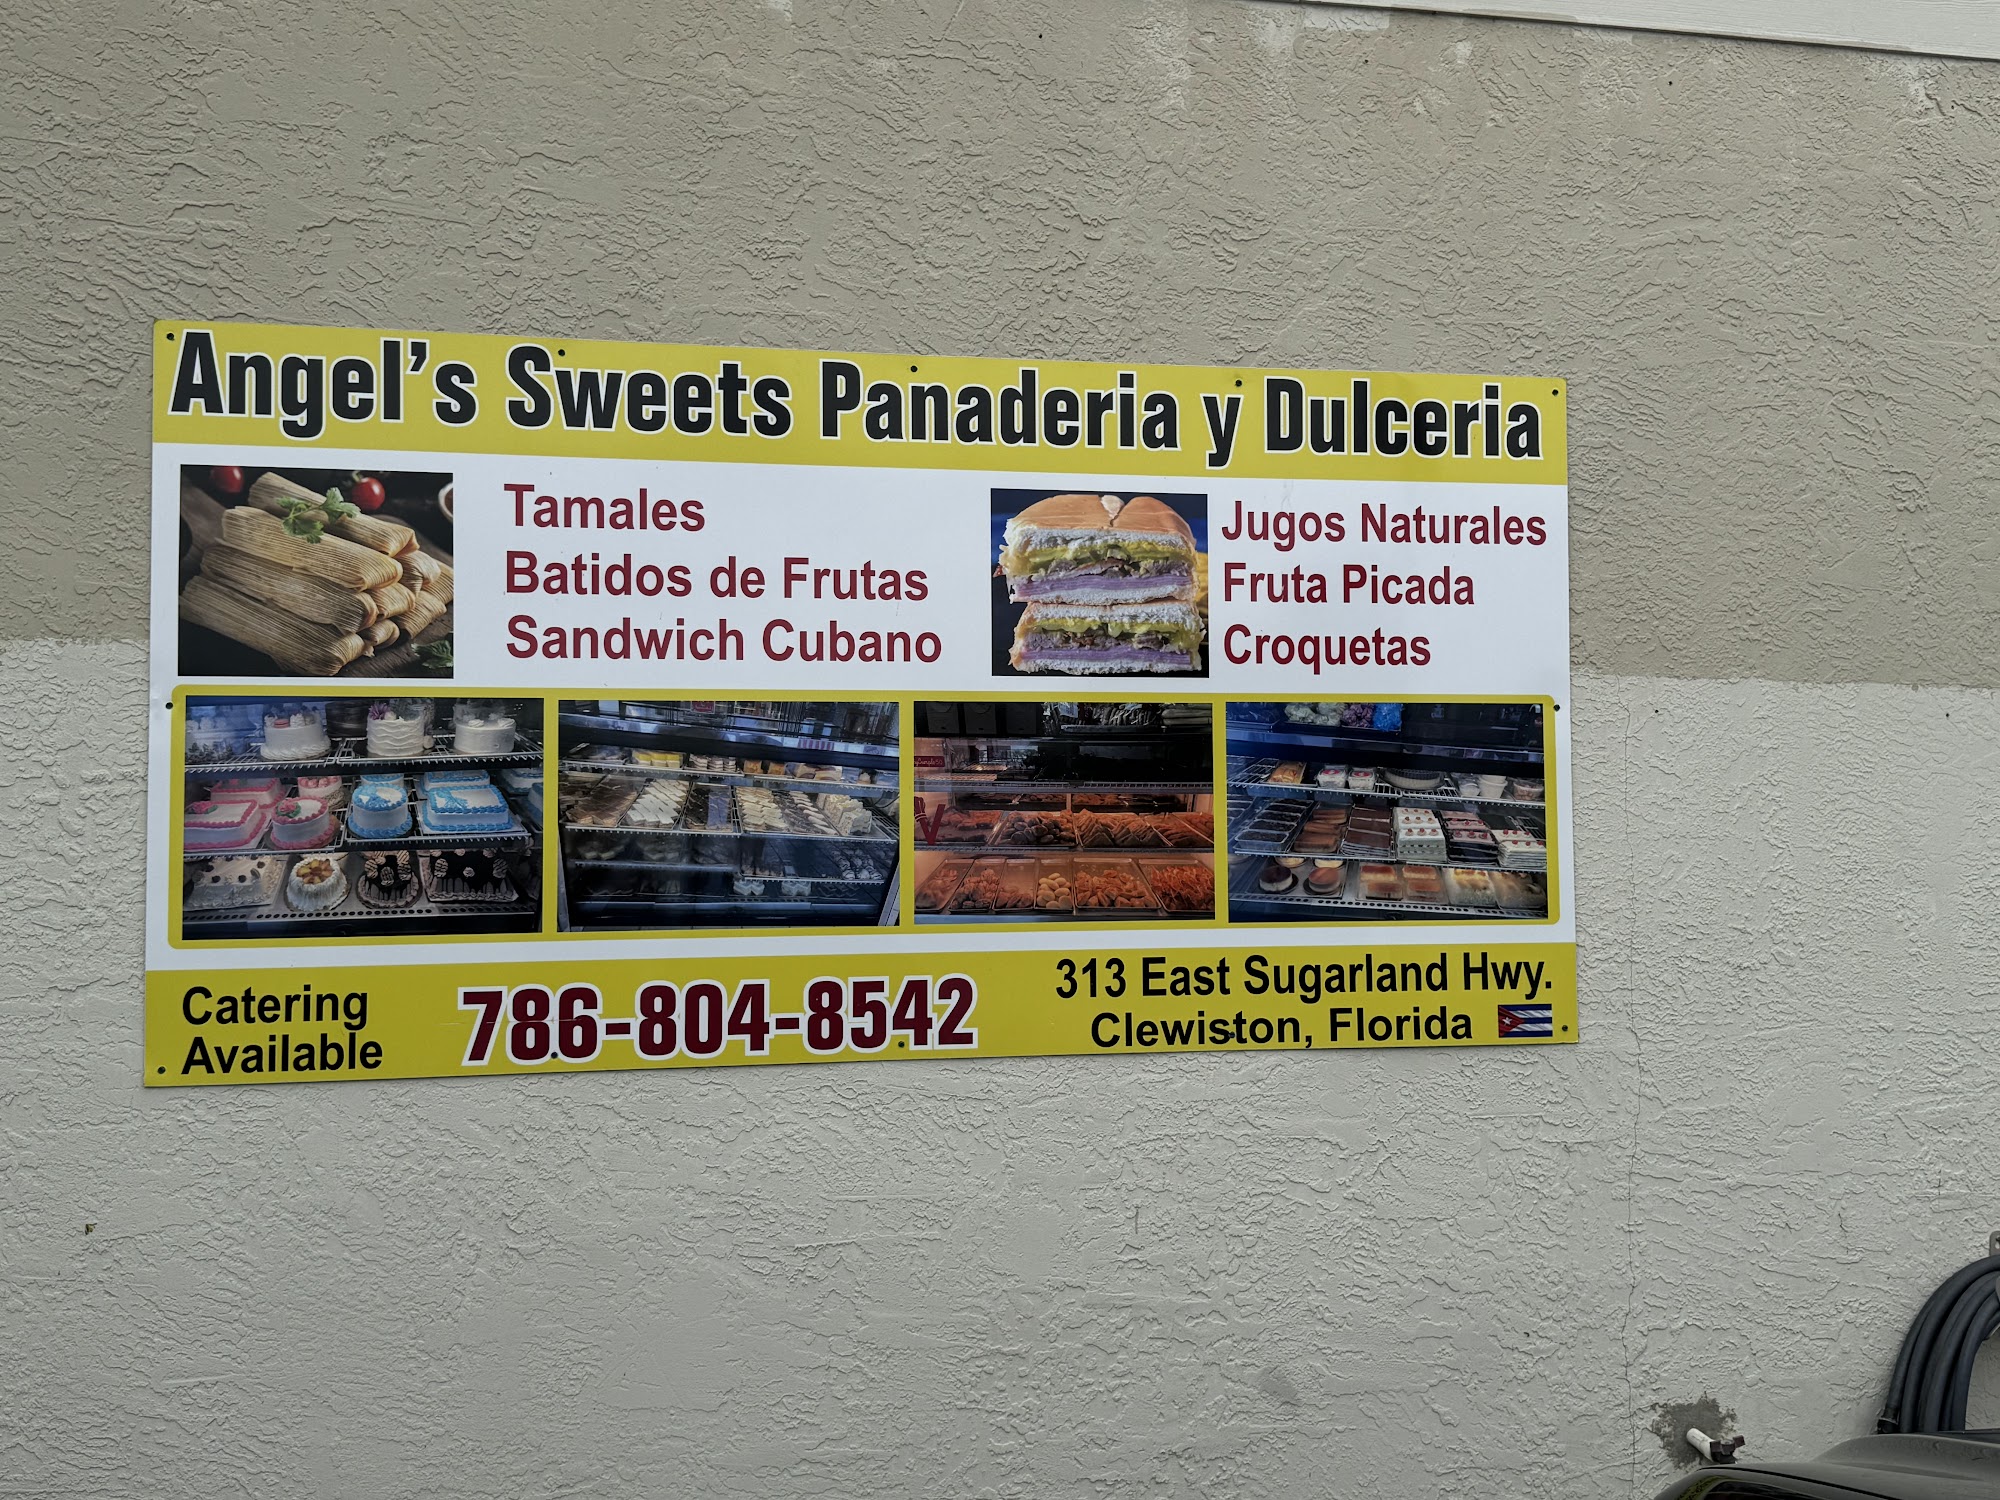 Angel's Sweets Panaderia y Dulceria
Tamales
Batidos de Frutas
Sandwich Cubano
Jugos Naturales
Fruta Picada
Croquetas
Catering
Available
786-804-8542
313 East Sugarland Hwy.
Clewiston, Florida